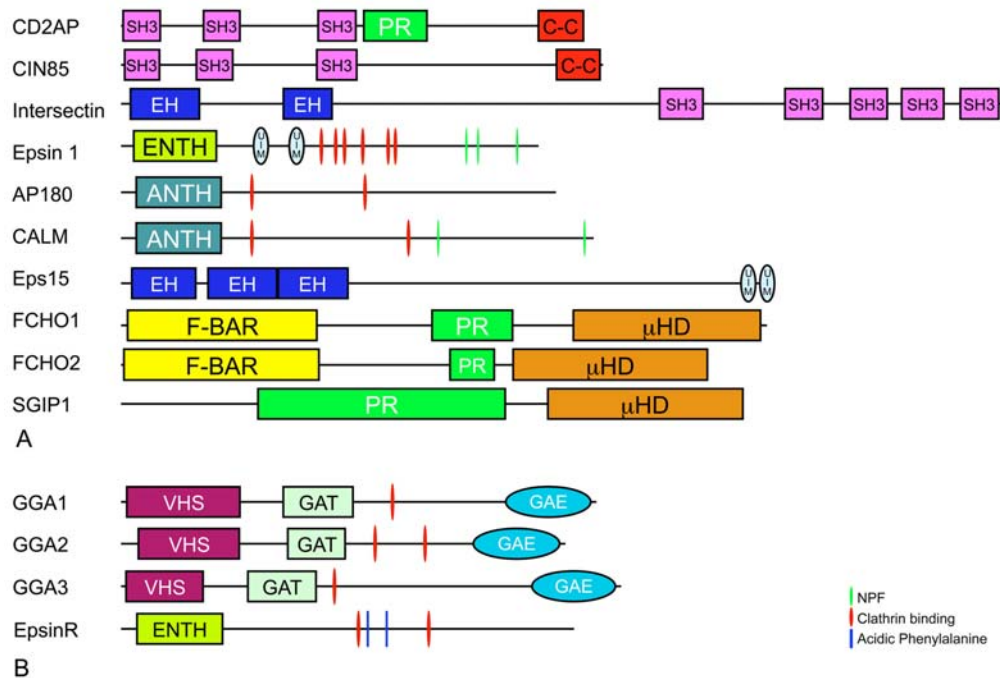 CD2AP SH3 SH3 SH3 PR C-C
CIN85 SH3 SH3 SH3 C-C
Intersectin EH EH SH3 SH3 SH3 SH3 SH3
Epsin 1 ENTH UIM UIM
AP180 ANTH
CALM ANTH
Eps15 EH EH EH UIM UIM
FCHO1 F-BAR PR μHD
FCHO2 F-BAR PR μHD
SGIP1 PR μHD
A
GGA1 VHS GAT GAE
GGA2 VHS GAT GAE
GGA3 VHS GAT GAE
EpsinR ENTH
B
NPF
Clathrin binding
Acidic Phenylalanine